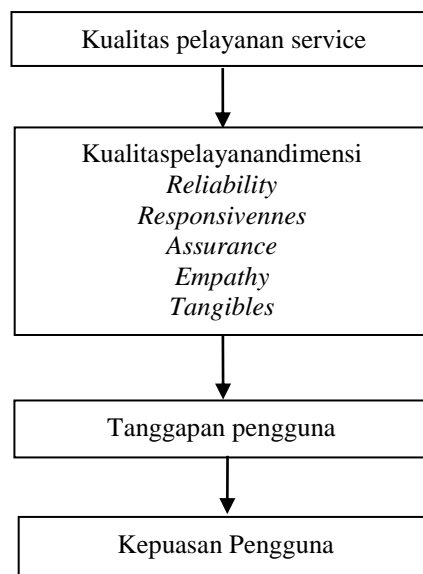 Kualitas pelayanan service
Kualitaspelayanandimensi
Reliability
Responsivennes
Assurance
Empathy
Tangibles
Tanggapan pengguna
Kepuasan Pengguna